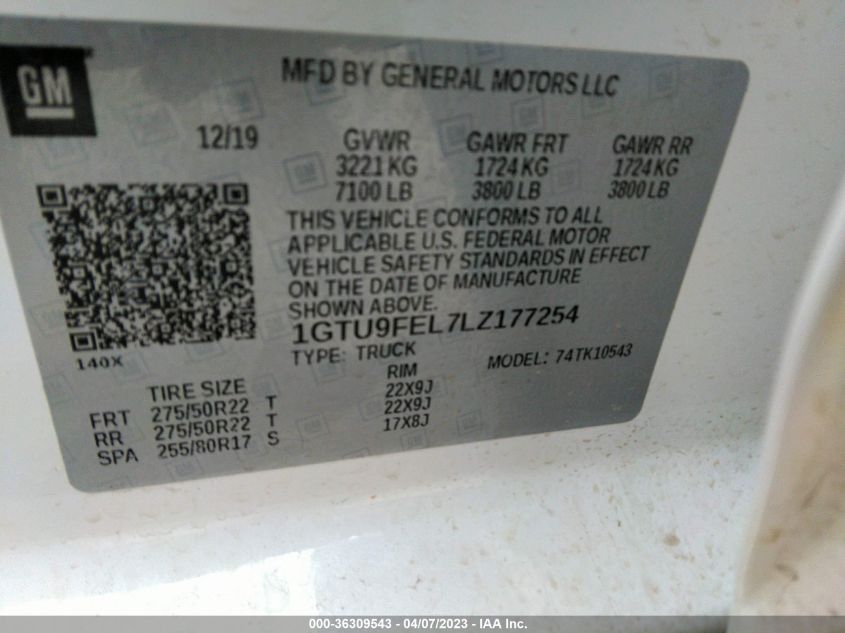 GM
MFD BY GENERAL MOTORS LLC
12/19 GVWR GAWR FRT GAWR RR
3221 KG 1724 KG 1724 KG
7100 LB 3800 LB 3800 LB
THIS VEHICLE CONFORMS TO ALL
APPLICABLE U.S. FEDERAL MOTOR
VEHICLE SAFETY STANDARDS IN EFFECT
ON THE DATE OF MANUFACTURE
SHOWN ABOVE.
1GTU9FEL7LZ177254
140X TYPE: TRUCK MODEL: 74TK10543
TIRE SIZE RIM
FRT 275/50R22 T 22X9J
RR 275/50R22 T 22X9J
SPA 255/80R17 S 17X8J
000-36309543 - 04/07/2023 - IAA Inc.